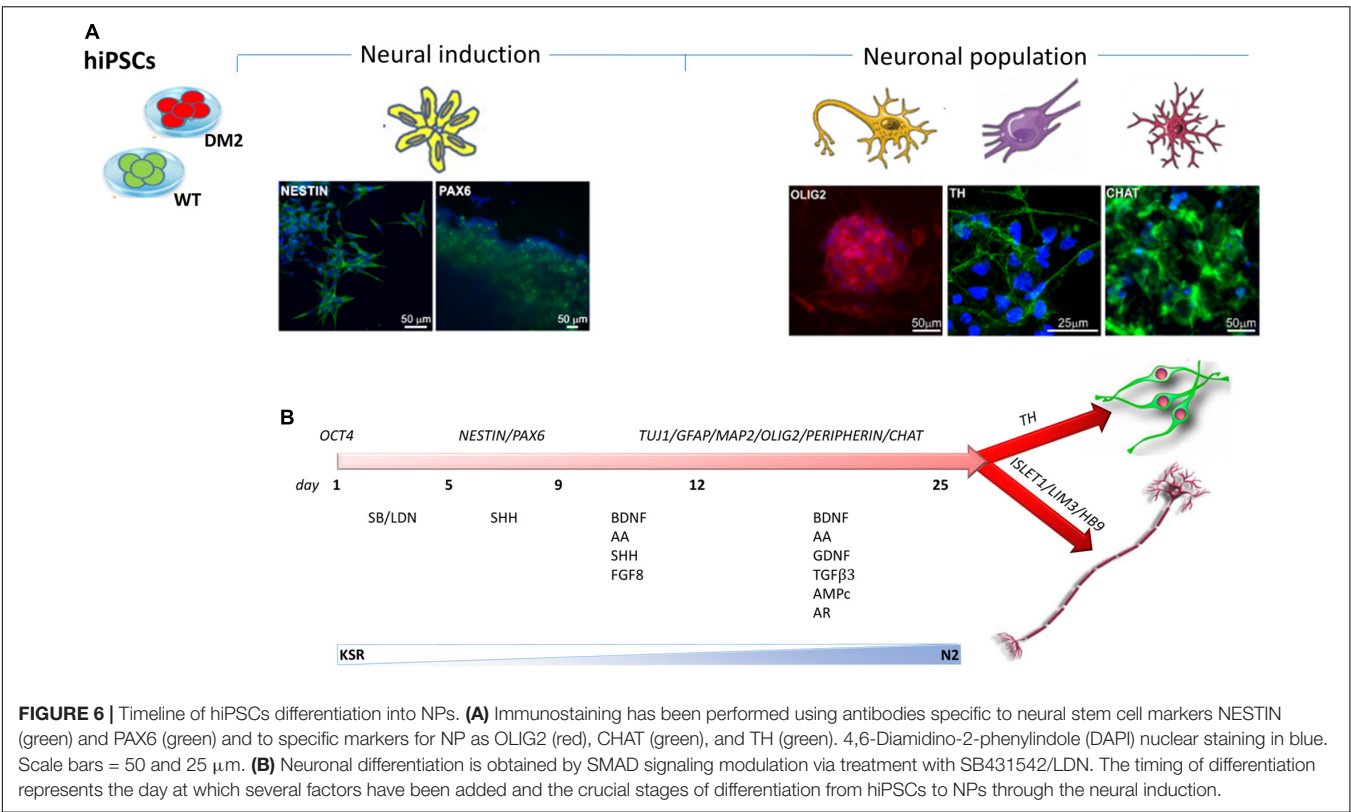 A
hiPSCs
Neural induction
Neuronal population
DM2
WT
NESTIN
PAX6
OLIG2
TH
CHAT
50 μm
50 μm
50μm
25μm
50μm
B
OCT4
NESTIN/PAX6
TUJ1/GFAP/MAP2/OLIG2/PERIPHERIN/CHAT
TH
ISLET1/LIM3/HB9
day 1 5 9 12 25
SB/LDN SHH BDNF BDNF
AA AA
SHH GDNF
FGF8 TGFβ3
AMPc
AR
KSR N2
FIGURE 6 | Timeline of hiPSCs differentiation into NPs. (A) Immunostaining has been performed using antibodies specific to neural stem cell markers NESTIN
(green) and PAX6 (green) and to specific markers for NP as OLIG2 (red), CHAT (green), and TH (green). 4,6-Diamidino-2-phenylindole (DAPI) nuclear staining in blue.
Scale bars = 50 and 25 μm. (B) Neuronal differentiation is obtained by SMAD signaling modulation via treatment with SB431542/LDN. The timing of differentiation
represents the day at which several factors have been added and the crucial stages of differentiation from hiPSCs to NPs through the neural induction.